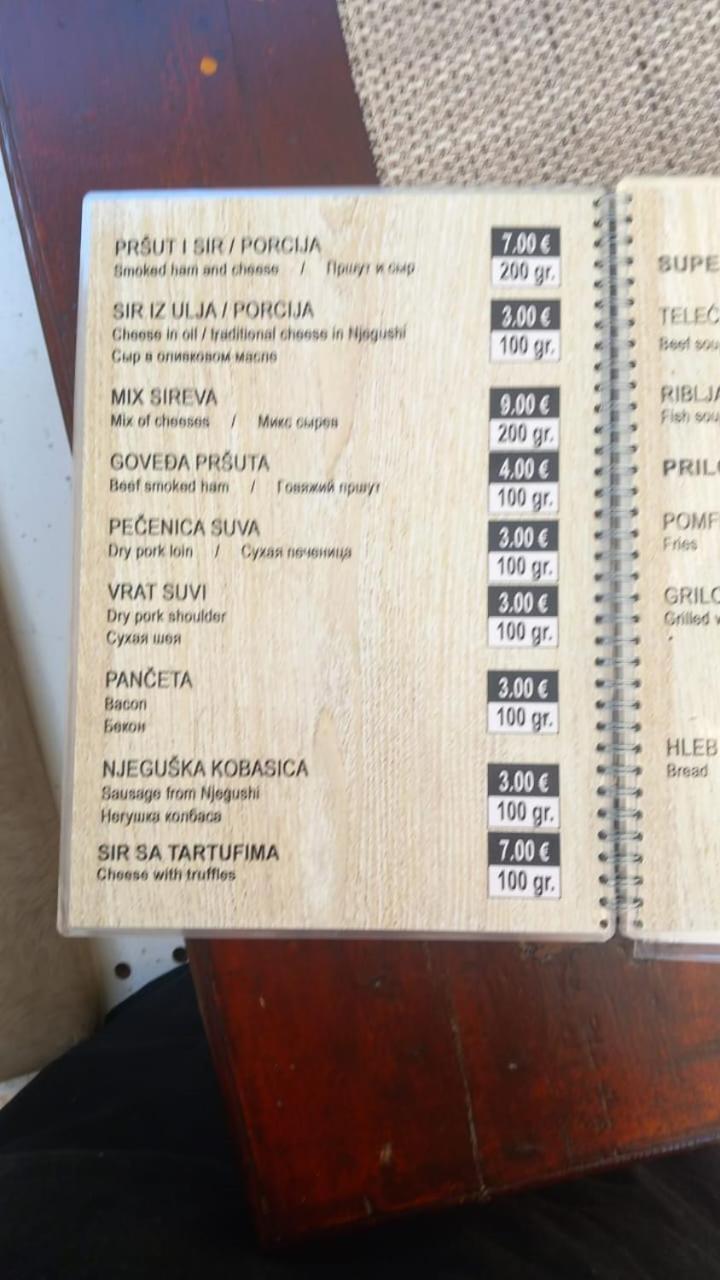 PRŠUT I SIR / PORCIJA 7.00 €
Smoked ham and cheese / Пршут и сыр 200 gr.
SIR IZ ULJA / PORCIJA 3.00 €
Cheese in oil / traditional cheese in Njegushi 100 gr.
Сыр в оливковом масле
MIX SIREVA 9.00 €
Mix of cheeses / Микс сыров 200 gr.
GOVEĐA PRŠUTA 4.00 €
Beef smoked ham / Говяжий пршут 100 gr.
PEČENICA SUVA 3.00 €
Dry pork loin / Сухая печеница 100 gr.
VRAT SUVI 3.00 €
Dry pork shoulder 100 gr.
Сухая шея
PANČETA 3.00 €
Bacon 100 gr.
Бекон
NJEGUŠKA KOBASICA 3.00 €
Sausage from Njegushi 100 gr.
Негушка колбаса
SIR SA TARTUFIMA 7.00 €
Cheese with truffles 100 gr.
SUPE
TELEĆ
Beef sou
RIBLJA
Fish sou
PRILO
POMF
Fries
GRILO
Grilled v
HLEB
Bread